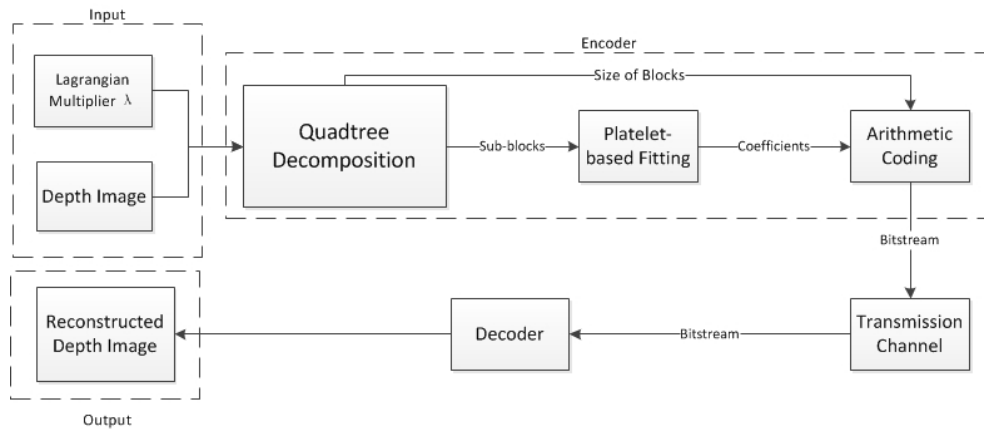 Input
Lagrangian
Multiplier λ
Depth Image
Encoder
Size of Blocks
Quadtree
Decomposition
Sub-blocks
Platelet-
based Fitting
Coefficients
Arithmetic
Coding
Bitstream
Transmission
Channel
Bitstream
Decoder
Reconstructed
Depth Image
Output